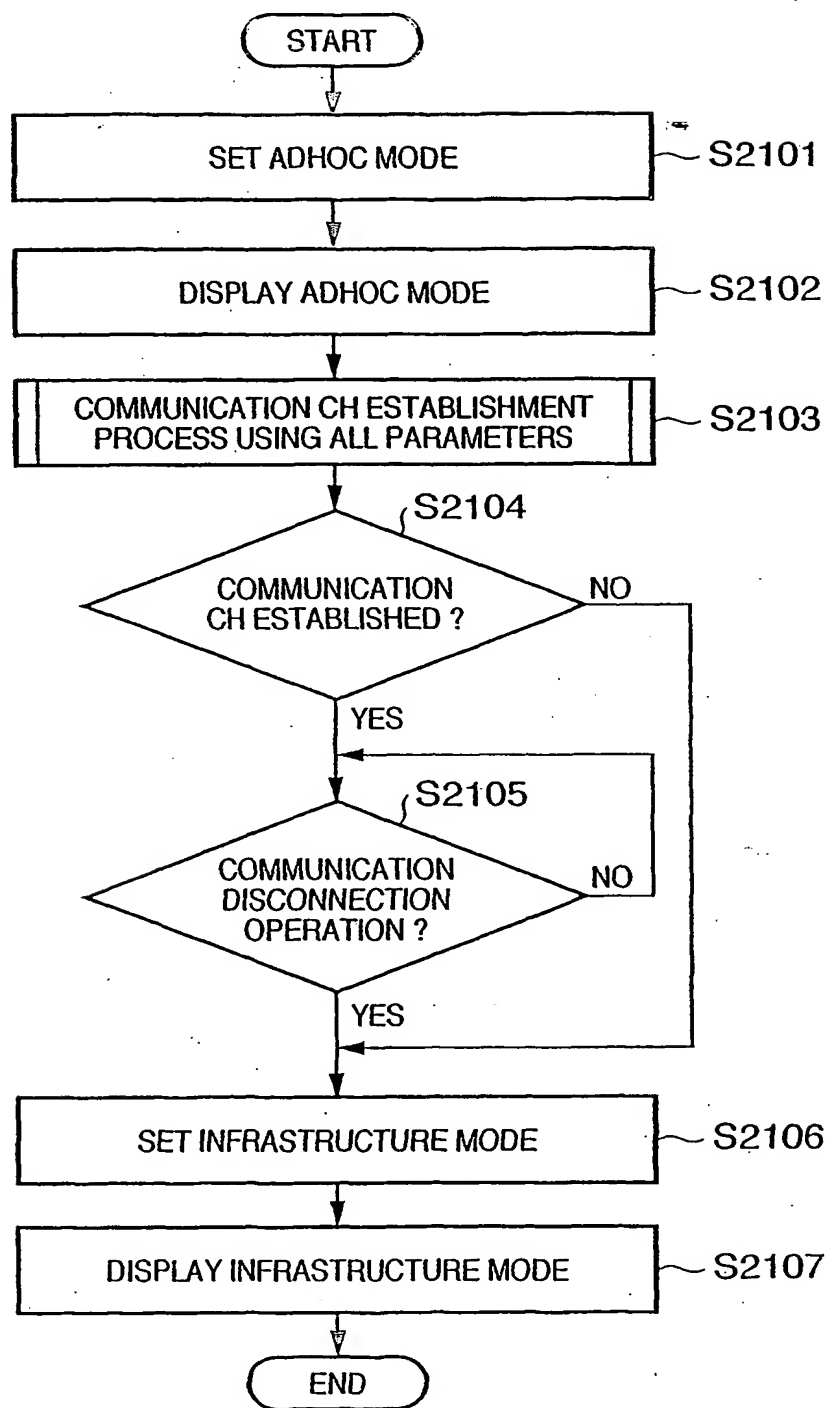 START
SET ADHOC MODE
S2101
DISPLAY ADHOC MODE
S2102
COMMUNICATION CH ESTABLISHMENT
PROCESS USING ALL PARAMETERS
S2103
S2104
COMMUNICATION
CH ESTABLISHED ?
NO
YES
S2105
COMMUNICATION
DISCONNECTION
OPERATION ?
NO
YES
SET INFRASTRUCTURE MODE
S2106
DISPLAY INFRASTRUCTURE MODE
S2107
END